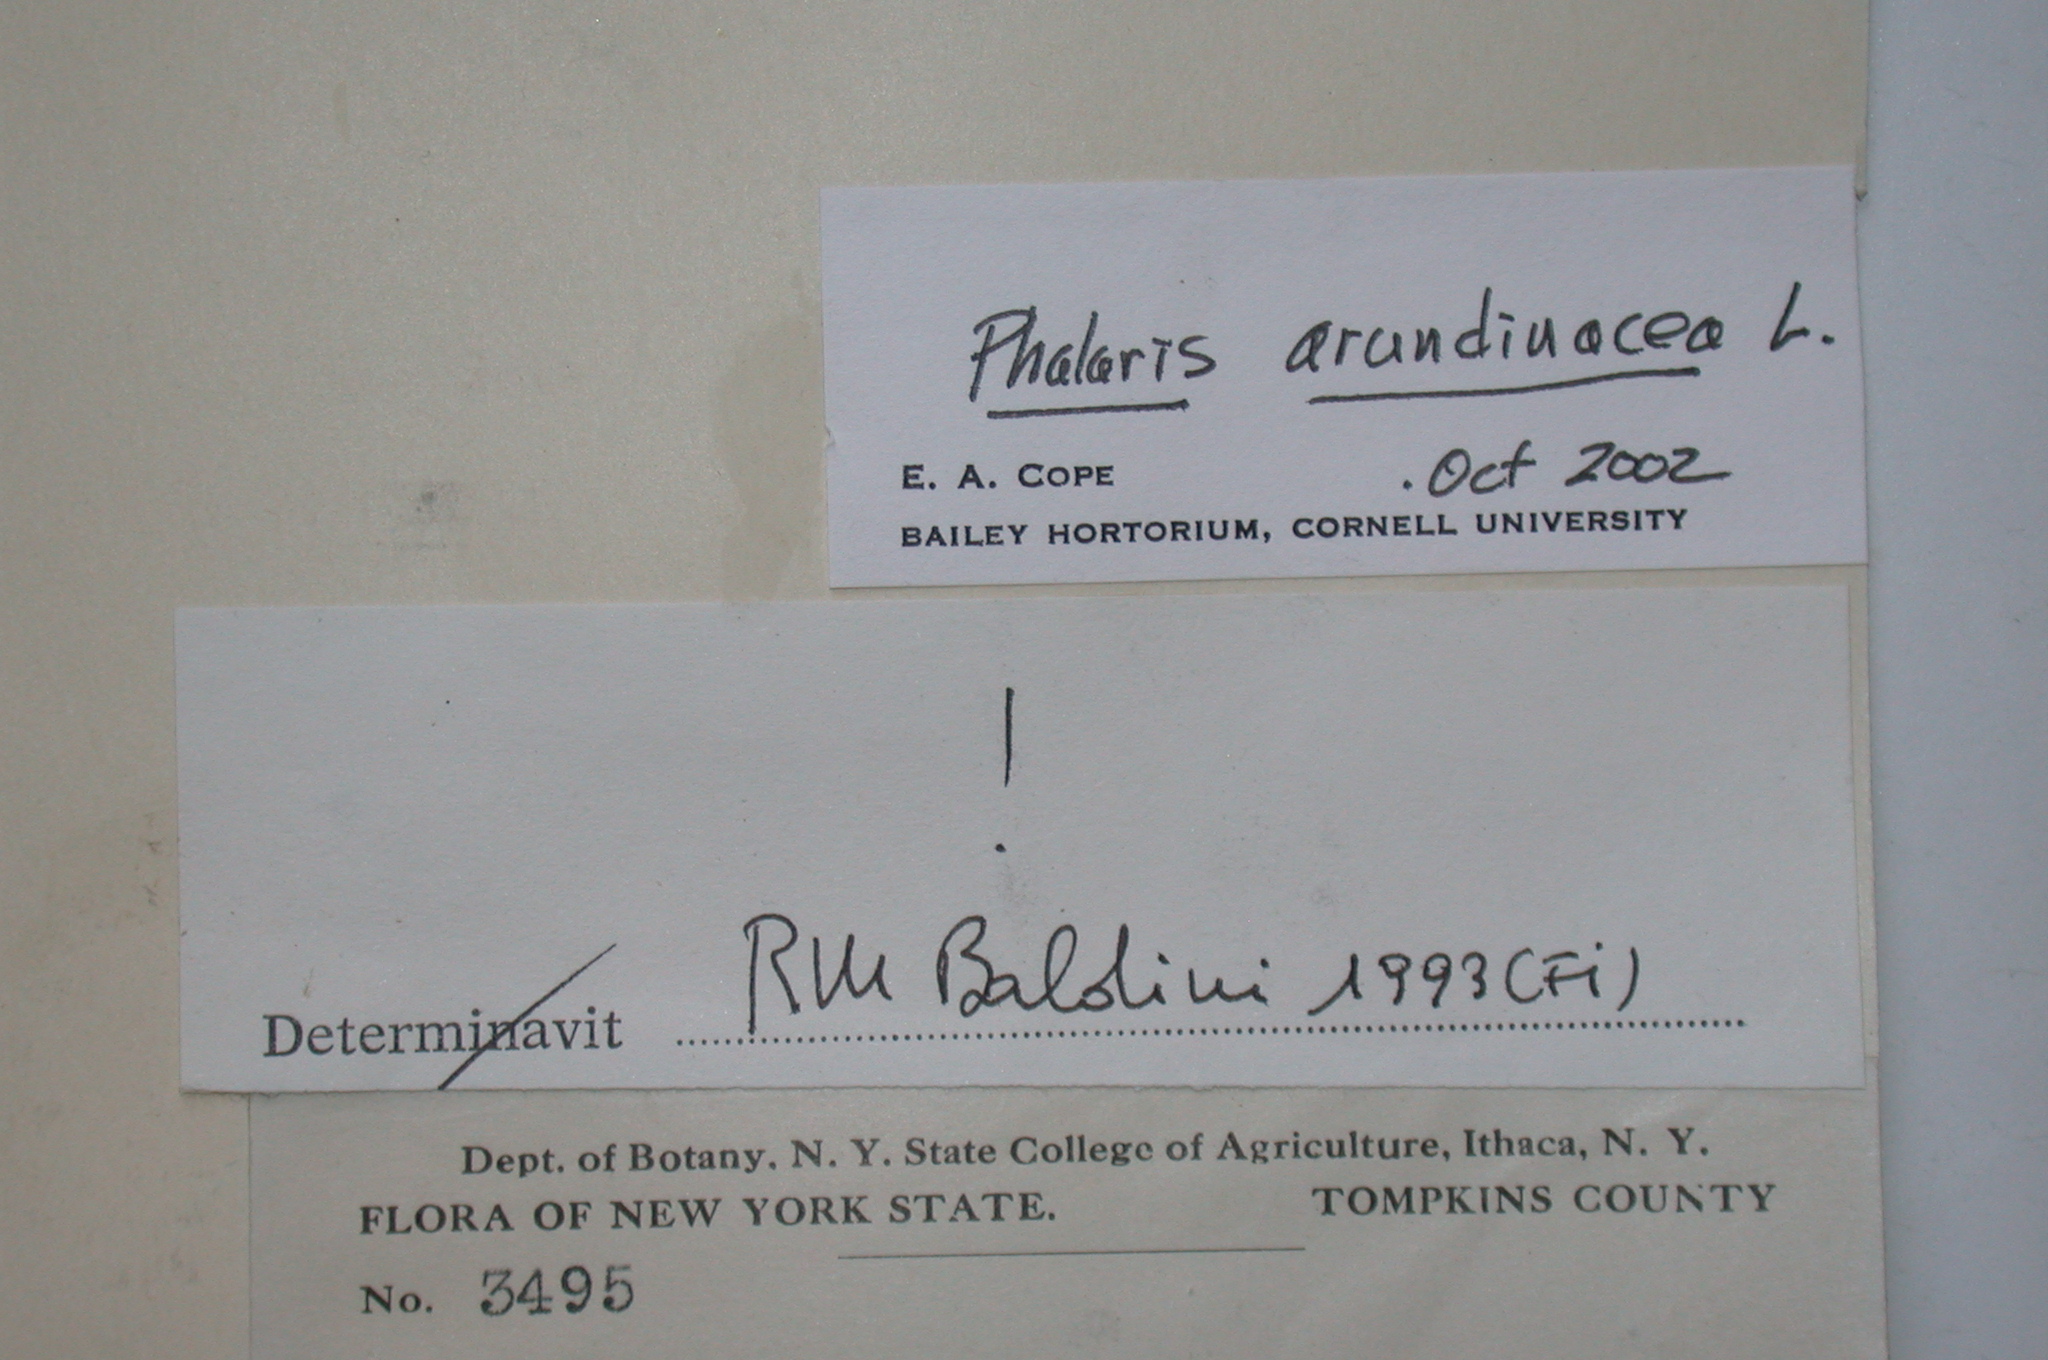 Phalaris arundinacea L.
E. A. COPE . Oct 2002
BAILEY HORTORIUM, CORNELL UNIVERSITY
!
Determinavit RM Baldini 1993 (FI)
Dept. of Botany, N. Y. State College of Agriculture, Ithaca, N. Y.
FLORA OF NEW YORK STATE. TOMPKINS COUNTY
No. 3495